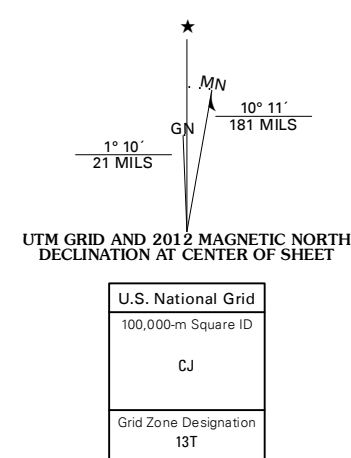 ★
MN
10° 11´
181 MILS
GN
1° 10´
21 MILS
UTM GRID AND 2012 MAGNETIC NORTH
DECLINATION AT CENTER OF SHEET
U.S. National Grid
100,000-m Square ID
CJ
Grid Zone Designation
13T